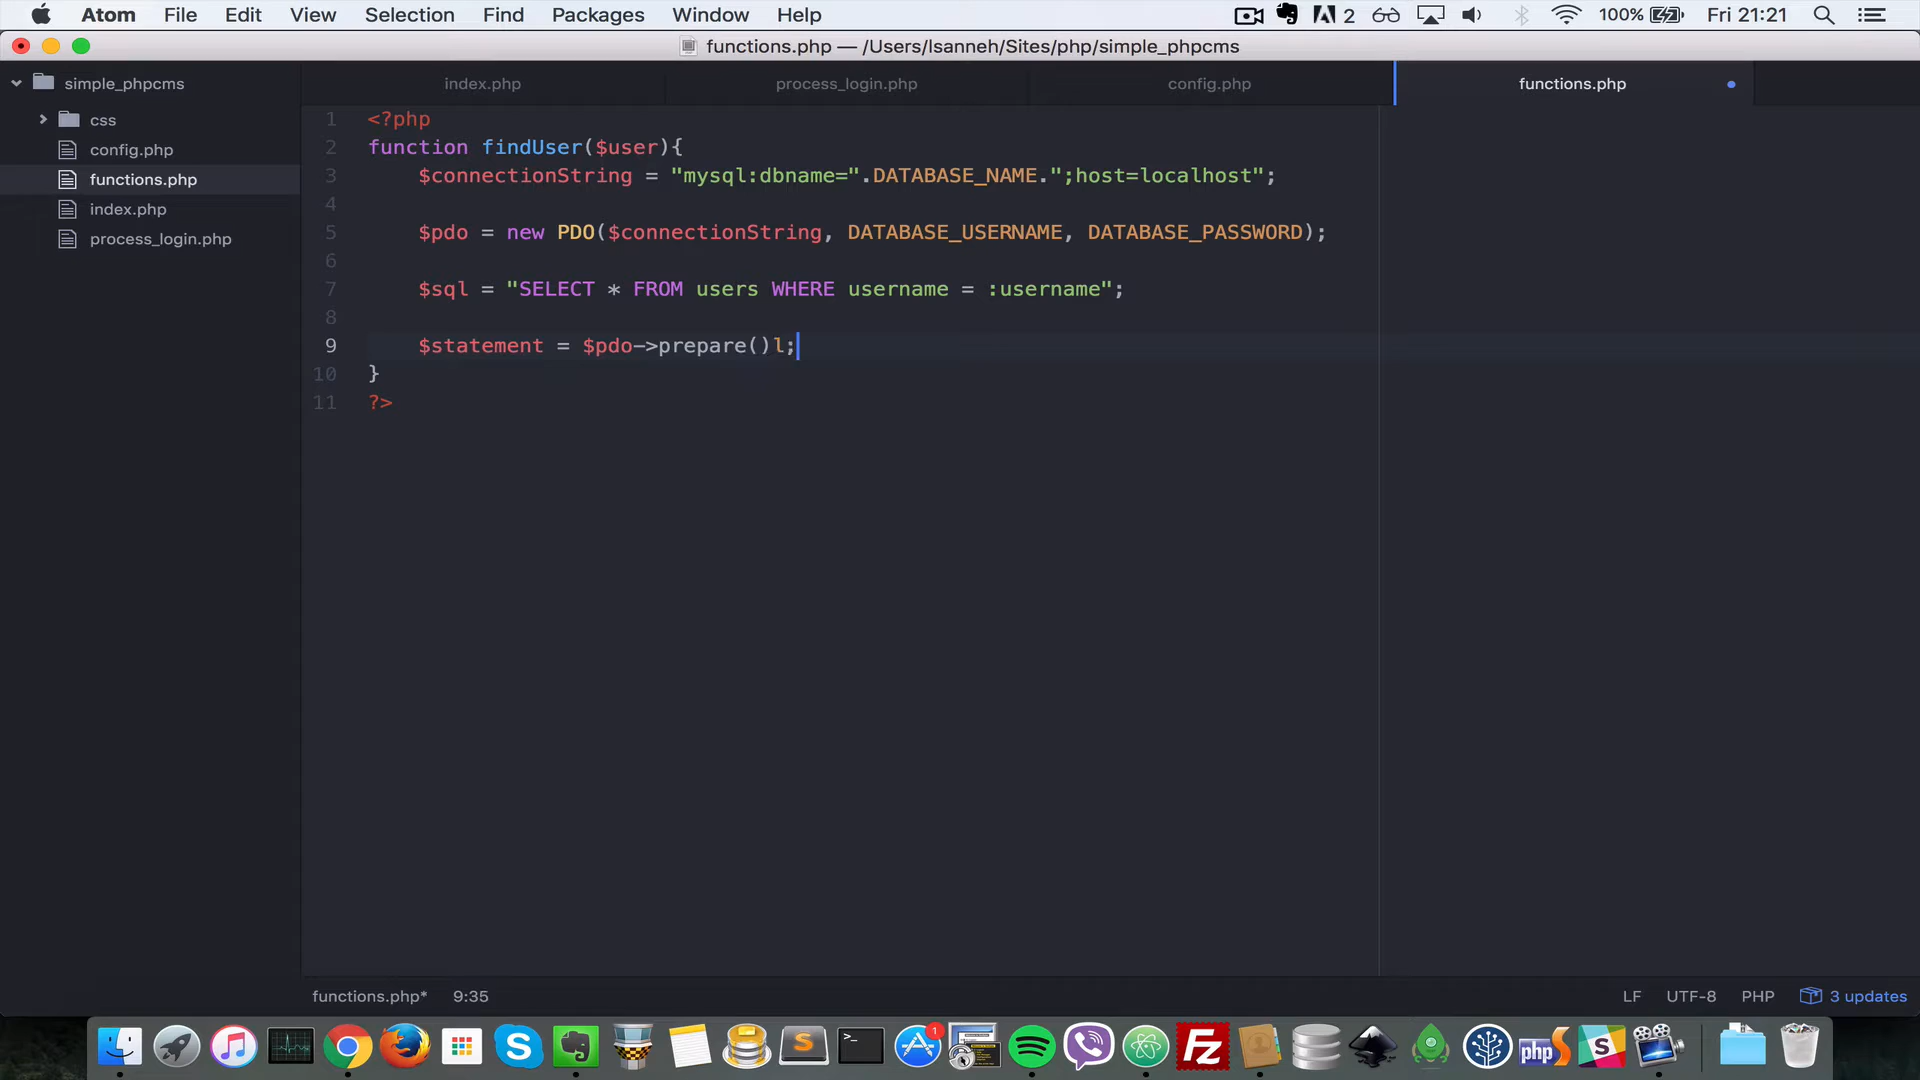 Atom File Edit View Selection Find Packages Window Help 2 100% Fri 21:21
functions.php — /Users/lsanneh/Sites/php/simple_phpcms
simple_phpcms
css
config.php
functions.php
index.php
process_login.php
index.php process_login.php config.php functions.php
1 <?php
2 function findUser($user){
3 $connectionString = "mysql:dbname=".DATABASE_NAME.";host=localhost";
4
5 $pdo = new PDO($connectionString, DATABASE_USERNAME, DATABASE_PASSWORD);
6
7 $sql = "SELECT * FROM users WHERE username = :username";
8
9 $statement = $pdo->prepare()l;
10 }
11 ?>
functions.php* 9:35 LF UTF-8 PHP 3 updates
1
php